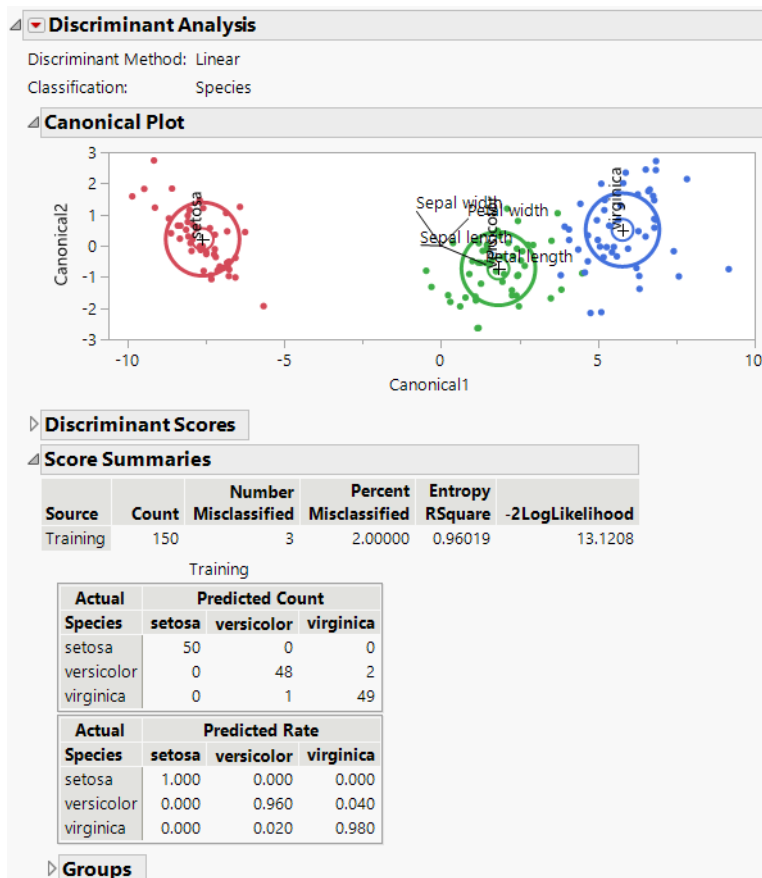 Discriminant Analysis
Discriminant Method: Linear
Classification: Species
Canonical Plot
3
2
1
0
-1
-2
-3
Canonical2
setosa
Sepal width
Petal width
versicolor
Sepal length
Petal length
virginica
-10 -5 0 5 10
Canonical1
Discriminant Scores
Score Summaries
Source Count Number Misclassified Percent Misclassified Entropy RSquare -2LogLikelihood
Training 150 3 2.00000 0.96019 13.1208
Training
Actual Predicted Count
Species setosa versicolor virginica
setosa 50 0 0
versicolor 0 48 2
virginica 0 1 49
Actual Predicted Rate
Species setosa versicolor virginica
setosa 1.000 0.000 0.000
versicolor 0.000 0.960 0.040
virginica 0.000 0.020 0.980
Groups